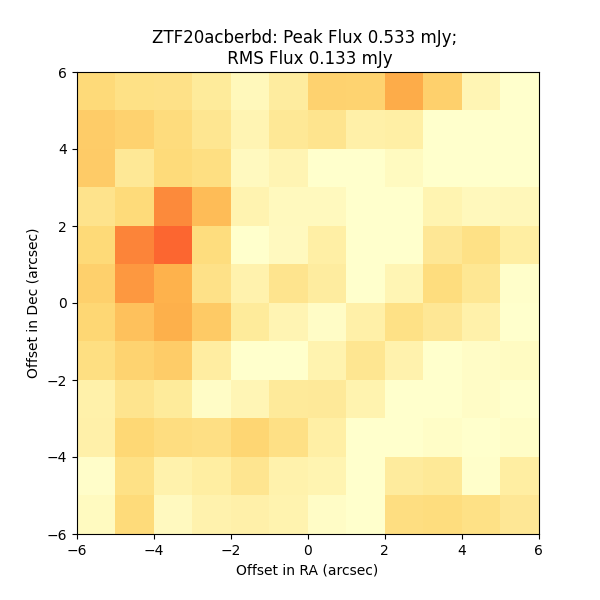 ZTF20acberbd: Peak Flux 0.533 mJy;
RMS Flux 0.133 mJy
6
4
2
0
−2
−4
−6
Offset in Dec (arcsec)
−6 −4 −2 0 2 4 6
Offset in RA (arcsec)